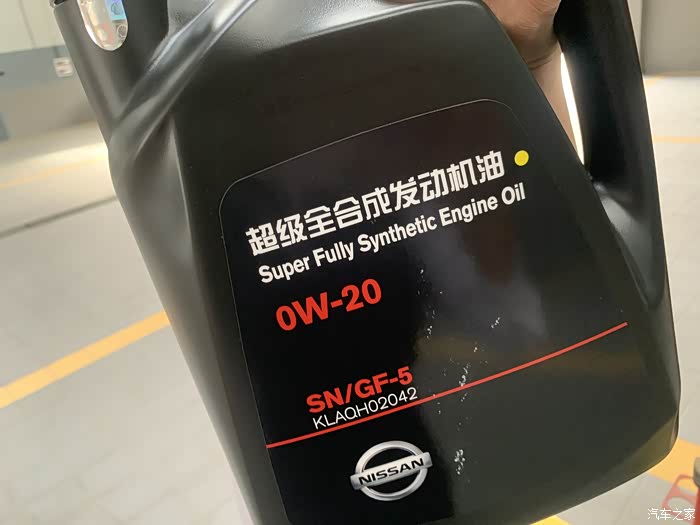 超级全合成发动机油
Super Fully Synthetic Engine Oil
0W-20
SN/GF-5
KLAQH02042
NISSAN
汽车之家